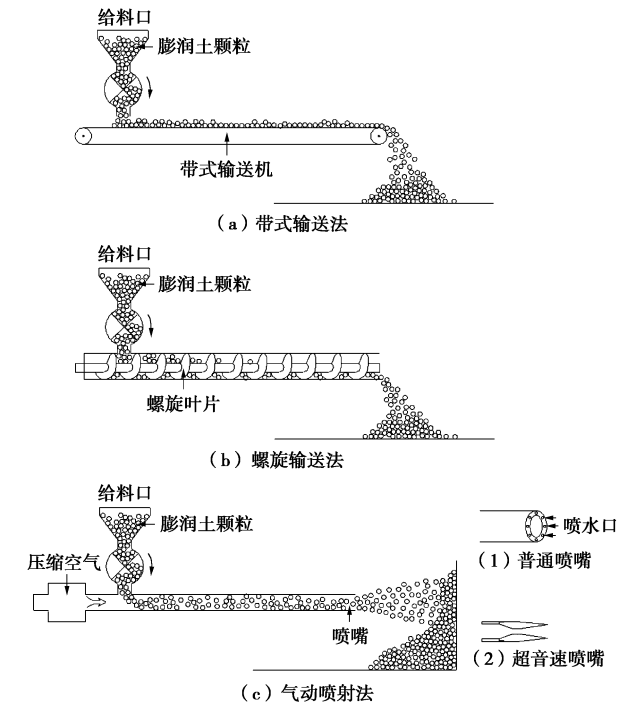 给料口
膨润土颗粒
带式输送机
（a）带式输送法
给料口
膨润土颗粒
螺旋叶片
（b）螺旋输送法
给料口
膨润土颗粒
压缩空气
喷嘴
喷水口
（1）普通喷嘴
（2）超音速喷嘴
（c）气动喷射法